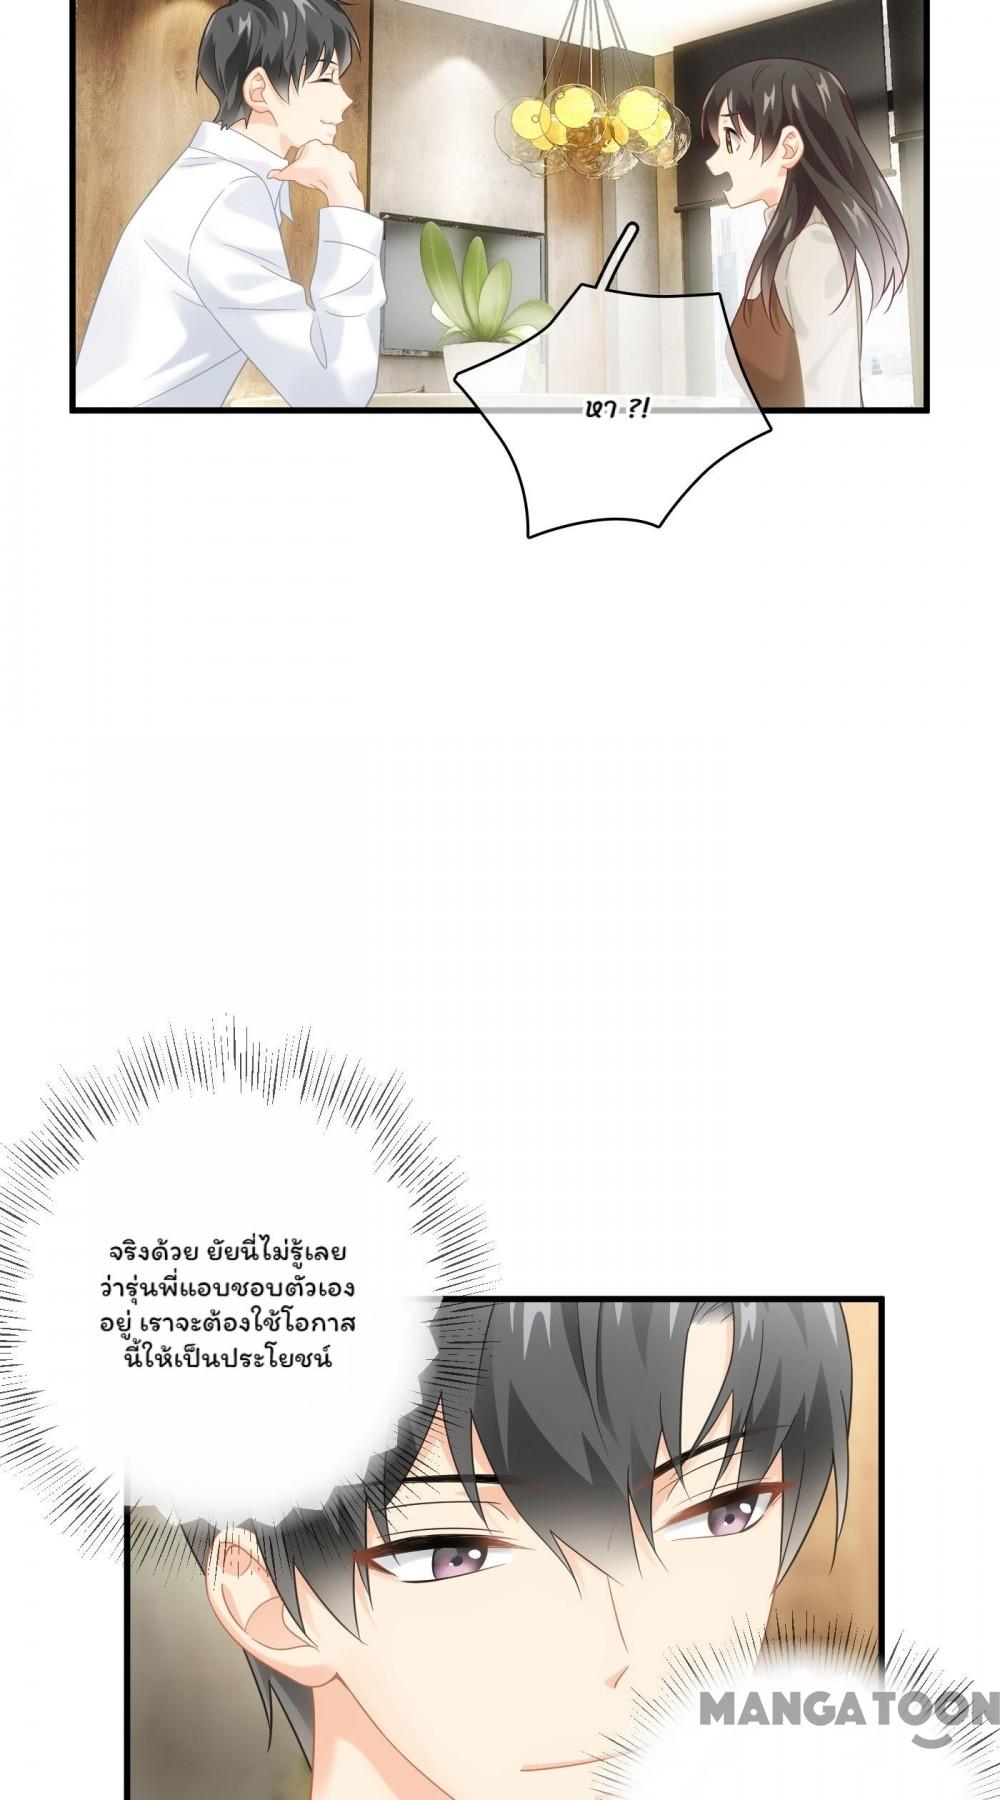 หา ?!
จริงด้วย ยัยนี่ไม่รู้เลย
ว่ารุ่นพี่แอบชอบตัวเอง
อยู่ เราจะต้องใช้โอกาส
นี้ให้เป็นประโยชน์
MANGATOON